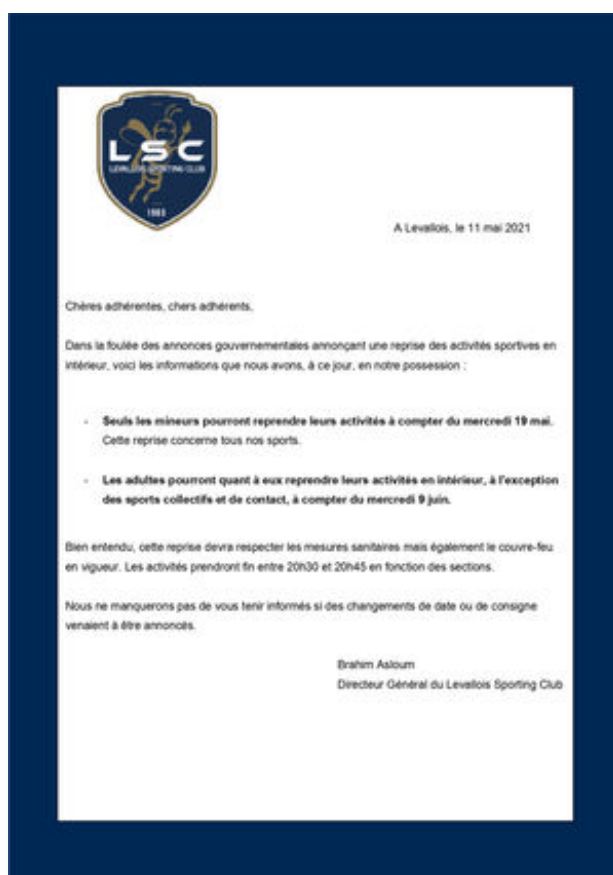 LSC
LEVALLOIS SPORTING CLUB
1983
A Levallois, le 11 mai 2021
Chères adhérentes, chers adhérents,
Dans la foulée des annonces gouvernementales annonçant une reprise des activités sportives en
intérieur, voici les informations que nous avons, à ce jour, en notre possession :
- Seuls les mineurs pourront reprendre leurs activités à compter du mercredi 19 mai.
Cette reprise concerne tous nos sports.
- Les adultes pourront quant à eux reprendre leurs activités en intérieur, à l'exception
des sports collectifs et de contact, à compter du mercredi 9 juin.
Bien entendu, cette reprise devra respecter les mesures sanitaires mais également le couvre-feu
en vigueur. Les activités prendront fin entre 20h30 et 20h45 en fonction des sections.
Nous ne manquerons pas de vous tenir informés si des changements de date ou de consigne
venaient à être annoncés.
Brahim Asloum
Directeur Général du Levallois Sporting Club